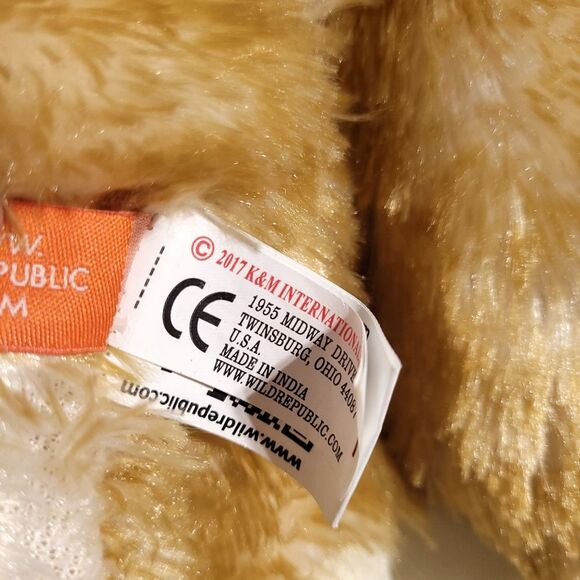 W.
PUBLIC
M
© 2017 K&M INTERNATIONAL
1955 MIDWAY DRIVE
TWINSBURG, OHIO 44087
U.S.A.
MADE IN INDIA
WWW.WILDREPUBLIC.COM
CE
www.wildrepublic.com